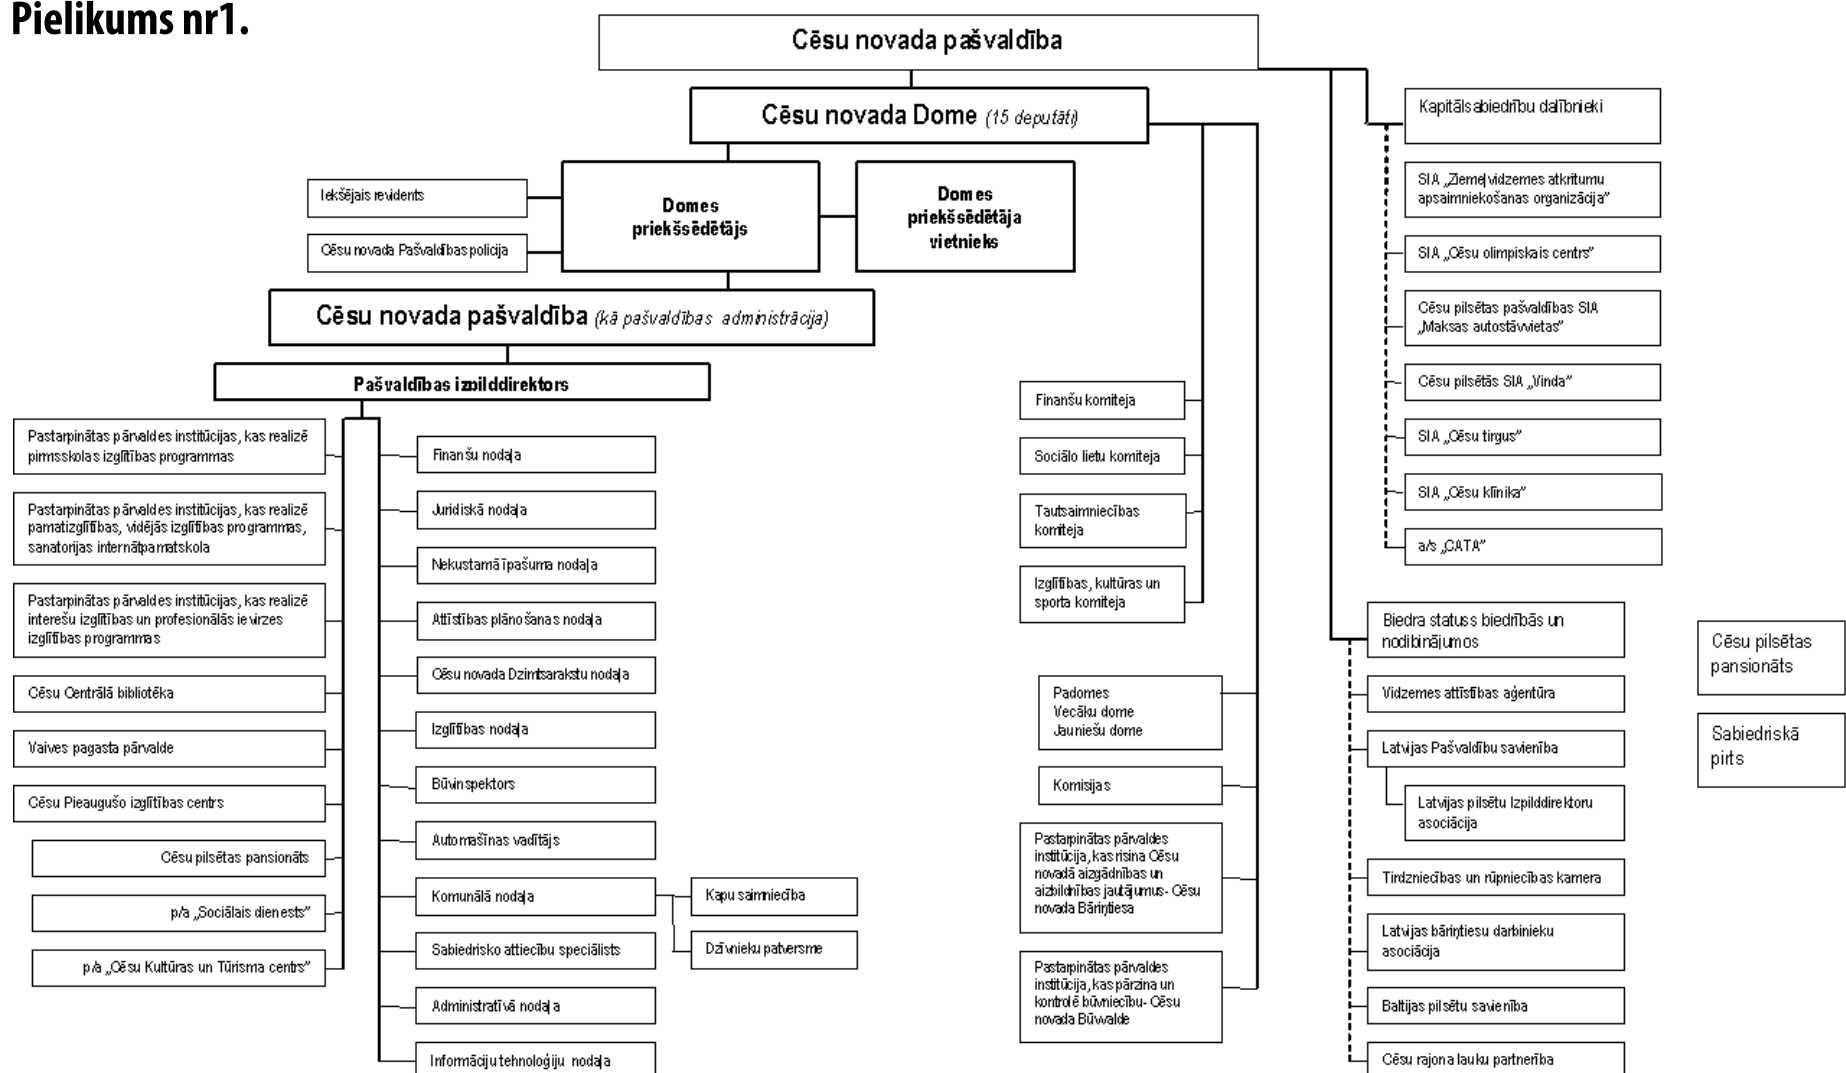 Pielikums nr1.
Cēsu novada pašvaldība
Cēsu novada Dome (15 deputāti)
Iekšējais revidents
Cēsu novada Pašvaldības policija
Domes
priekšsēdētājs
Domes
priekšsēdētāja
vietnieks
Cēsu novada pašvaldība (kā pašvaldības administrācija)
Pašvaldības izpilddirektors
Pastarpinātas pārvaldes institūcijas, kas realizē
pirmsskolas izglītības programmas
Pastarpinātas pārvaldes institūcijas, kas realizē
pamatizglītības, vidējās izglītības programmas,
sanatorijas internātpamatskola
Pastarpinātas pārvaldes institūcijas, kas realizē
interešu izglītības un profesionālās ievirzes
izglītības programmas
Cēsu Centrālā bibliotēka
Vaives pagasta pārvalde
Cēsu Pieaugušo izglītības centrs
Cēsu pilsētas pansionāts
p/a „Sociālais dienests”
p/a „Cēsu Kultūras un Tūrisma centrs”
Finanšu nodaļa
Juridiskā nodaļa
Nekustamā īpašuma nodaļa
Attīstības plānošanas nodaļa
Cēsu novada Dzimtsarakstu nodaļa
Izglītības nodaļa
Būvinspektors
Automašīnas vadītājs
Komunālā nodaļa
Sabiedrisko attiecību speciālists
Administratīvā nodaļa
Informāciju tehnoloģiju nodaļa
Kapu saimniecība
Dzīvnieku patversme
Finanšu komiteja
Sociālo lietu komiteja
Tautsaimniecības
komiteja
Izglītības, kultūras un
sporta komiteja
Padomes
Vecāku dome
Jauniešu dome
Komisijas
Pastarpinātas pārvaldes
institūcija, kas risina Cēsu
novadā aizgādnības un
aizbildnības jautājumus- Cēsu
novada Bāriņtiesa
Pastarpinātas pārvaldes
institūcija, kas pārzina un
kontrolē būvniecību- Cēsu
novada Būvvalde
Kapitālsabiedrību dalībnieki
SIA „Ziemeļvidzemes atkritumu
apsaimniekošanas organizācija”
SIA „Cēsu olimpiskais centrs”
Cēsu pilsētas pašvaldības SIA
„Maksas autostāvvietas”
Cēsu pilsētās SIA „Vinda”
SIA „Cēsu tirgus”
SIA „Cēsu klīnika”
a/s „CATA”
Biedra statuss biedrībās un
nodibinājumos
Vidzemes attīstības aģentūra
Latvijas Pašvaldību savienība
Latvijas pilsētu Izpilddirektoru
asociācija
Tirdzniecības un rūpniecības kamera
Latvijas bāriņtiesu darbinieku
asociācija
Baltijas pilsētu savienība
Cēsu rajona lauku partnerība
Cēsu pilsētas
pansionāts
Sabiedriskā
pirts